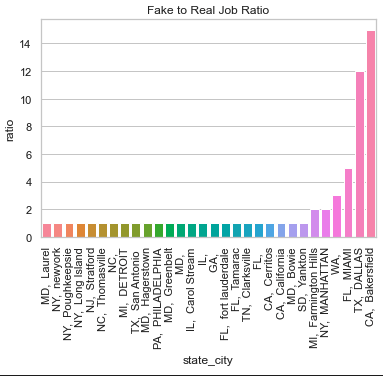 Fake to Real Job Ratio
14
12
10
8
6
4
2
0
ratio
MD, Laurel
NY, newyork
NY, Poughkeepsie
NY, Long Island
NJ, Stratford
NC, Thomasville
NC,
MI, DETROIT
TX, San Antonio
MD, Hagerstown
PA, PHILADELPHIA
MD, Greenbelt
MD,
IL, Carol Stream
IL,
GA,
FL, fort lauderdale
FL, Tamarac
TN, Clarksville
FL,
CA, Cerritos
CA, California
MD, Bowie
SD, Yankton
MI, Farmington Hills
NY, MANHATTAN
WA,
FL, MIAMI
TX, DALLAS
CA, Bakersfield
state_city